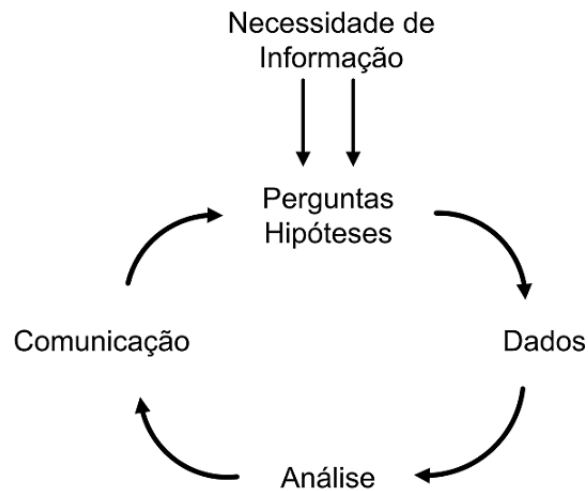 Necessidade de
Informação
Perguntas
Hipóteses
Comunicação
Dados
Análise